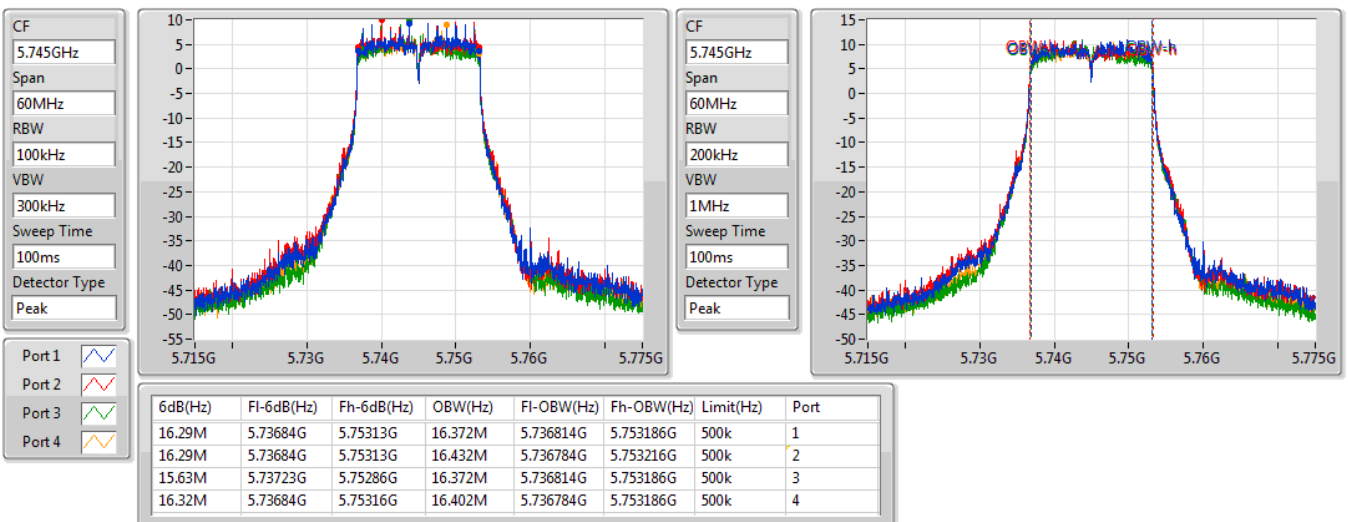 CF
5.745GHz
Span
60MHz
RBW
100kHz
VBW
300kHz
Sweep Time
100ms
Detector Type
Peak
10
5
0
-5
-10
-15
-20
-25
-30
-35
-40
-45
-50
-55
5.715G 5.73G 5.74G 5.75G 5.76G 5.775G
CF
5.745GHz
Span
60MHz
RBW
200kHz
VBW
1MHz
Sweep Time
100ms
Detector Type
Peak
15
10
5
0
-5
-10
-15
-20
-25
-30
-35
-40
-45
-50
OBW-h
5.715G 5.73G 5.74G 5.75G 5.76G 5.775G
Port 1
Port 2
Port 3
Port 4
6dB(Hz) Fl-6dB(Hz) Fh-6dB(Hz) OBW(Hz) Fl-OBW(Hz) Fh-OBW(Hz) Limit(Hz) Port
16.29M 5.73684G 5.75313G 16.372M 5.736814G 5.753186G 500k 1
16.29M 5.73684G 5.75313G 16.432M 5.736784G 5.753216G 500k 2
15.63M 5.73723G 5.75286G 16.372M 5.736814G 5.753186G 500k 3
16.32M 5.73684G 5.75316G 16.402M 5.736784G 5.753186G 500k 4